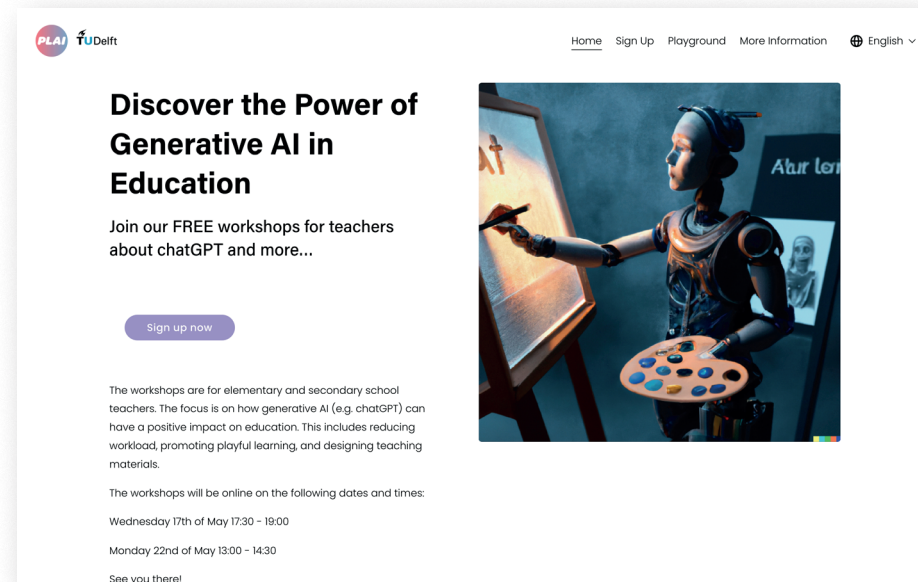 PLAI
TUDelft
Home Sign Up Playground More Information English
Discover the Power of
Generative AI in
Education
Join our FREE workshops for teachers
about chatGPT and more...
Sign up now
The workshops are for elementary and secondary school
teachers. The focus is on how generative AI (e.g. chatGPT) can
have a positive impact on education. This includes reducing
workload, promoting playful learning, and designing teaching
materials.
The workshops will be online on the following dates and times:
Wednesday 17th of May 17:30 - 19:00
Monday 22nd of May 13:00 - 14:30
See you there!